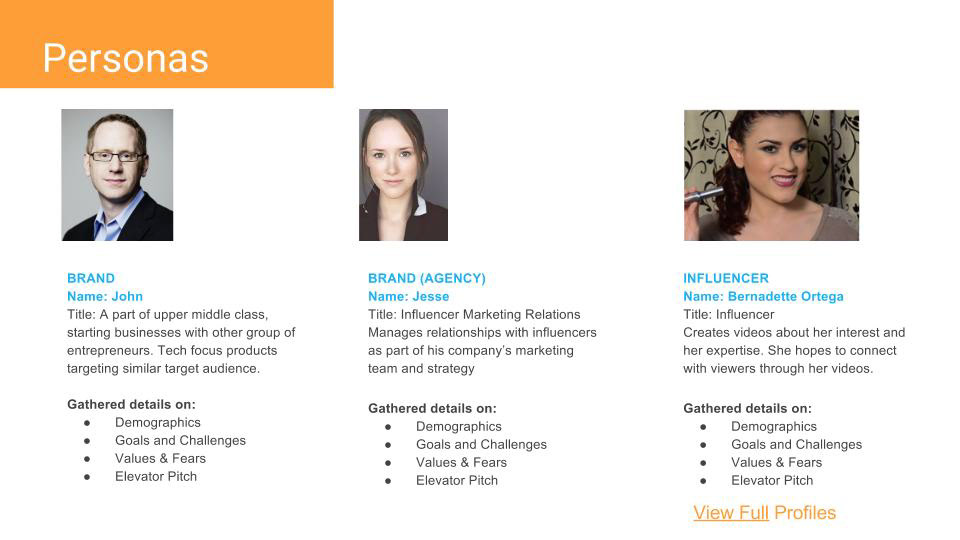 Personas
BRAND
Name: John
Title: A part of upper middle class,
starting businesses with other group of
entrepreneurs. Tech focus products
targeting similar target audience.
Gathered details on:
● Demographics
● Goals and Challenges
● Values & Fears
● Elevator Pitch
BRAND (AGENCY)
Name: Jesse
Title: Influencer Marketing Relations
Manages relationships with influencers
as part of his company’s marketing
team and strategy
Gathered details on:
● Demographics
● Goals and Challenges
● Values & Fears
● Elevator Pitch
INFLUENCER
Name: Bernadette Ortega
Title: Influencer
Creates videos about her interest and
her expertise. She hopes to connect
with viewers through her videos.
Gathered details on:
● Demographics
● Goals and Challenges
● Values & Fears
● Elevator Pitch
View Full Profiles